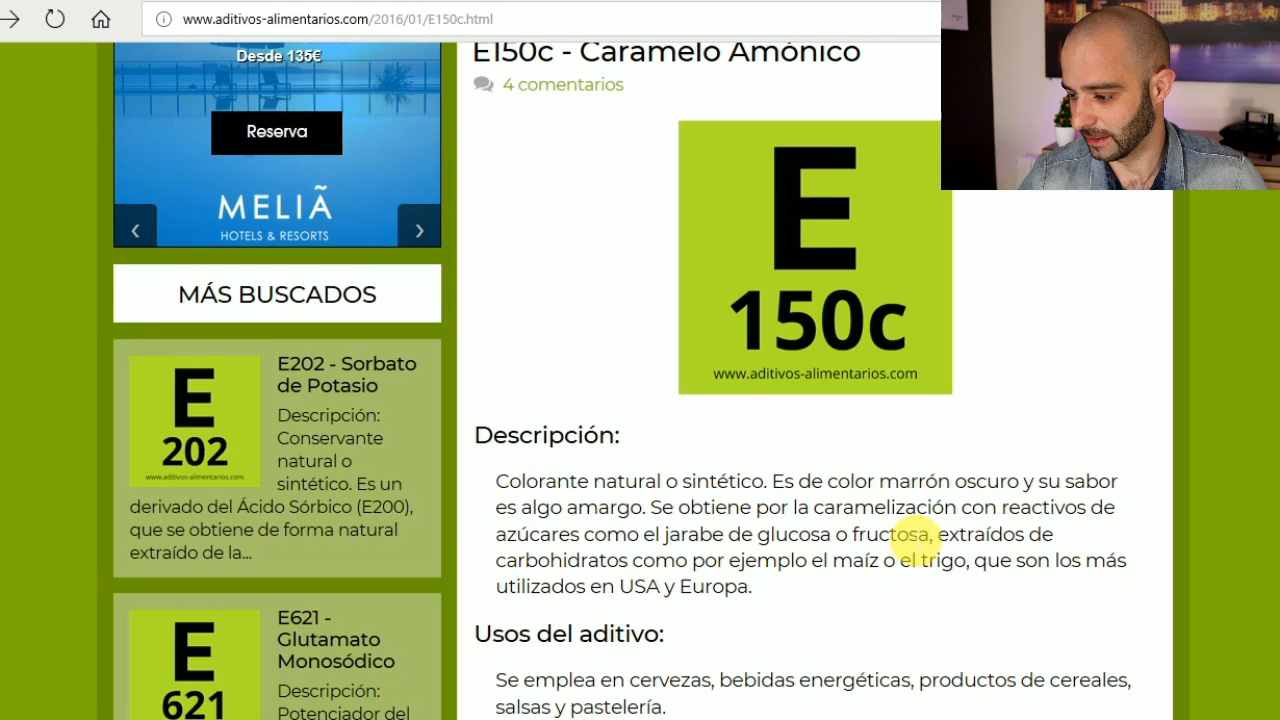 www.aditivos-alimentarios.com/2016/01/E150c.html
Desde 135€
Reserva
MELIÃ
HOTELS & RESORTS
MÁS BUSCADOS
E
202
www.aditivos-alimentarios.com
E202 - Sorbato
de Potasio
Descripción:
Conservante
natural o
sintético. Es un
derivado del Ácido Sórbico (E200),
que se obtiene de forma natural
extraído de la...
E
621
E621 -
Glutamato
Monosódico
Descripción:
Potenciador del
E150c - Caramelo Amónico
4 comentarios
E
150c
www.aditivos-alimentarios.com
Descripción:
Colorante natural o sintético. Es de color marrón oscuro y su sabor
es algo amargo. Se obtiene por la caramelización con reactivos de
azúcares como el jarabe de glucosa o fructosa, extraídos de
carbohidratos como por ejemplo el maíz o el trigo, que son los más
utilizados en USA y Europa.
Usos del aditivo:
Se emplea en cervezas, bebidas energéticas, productos de cereales,
salsas y pastelería.